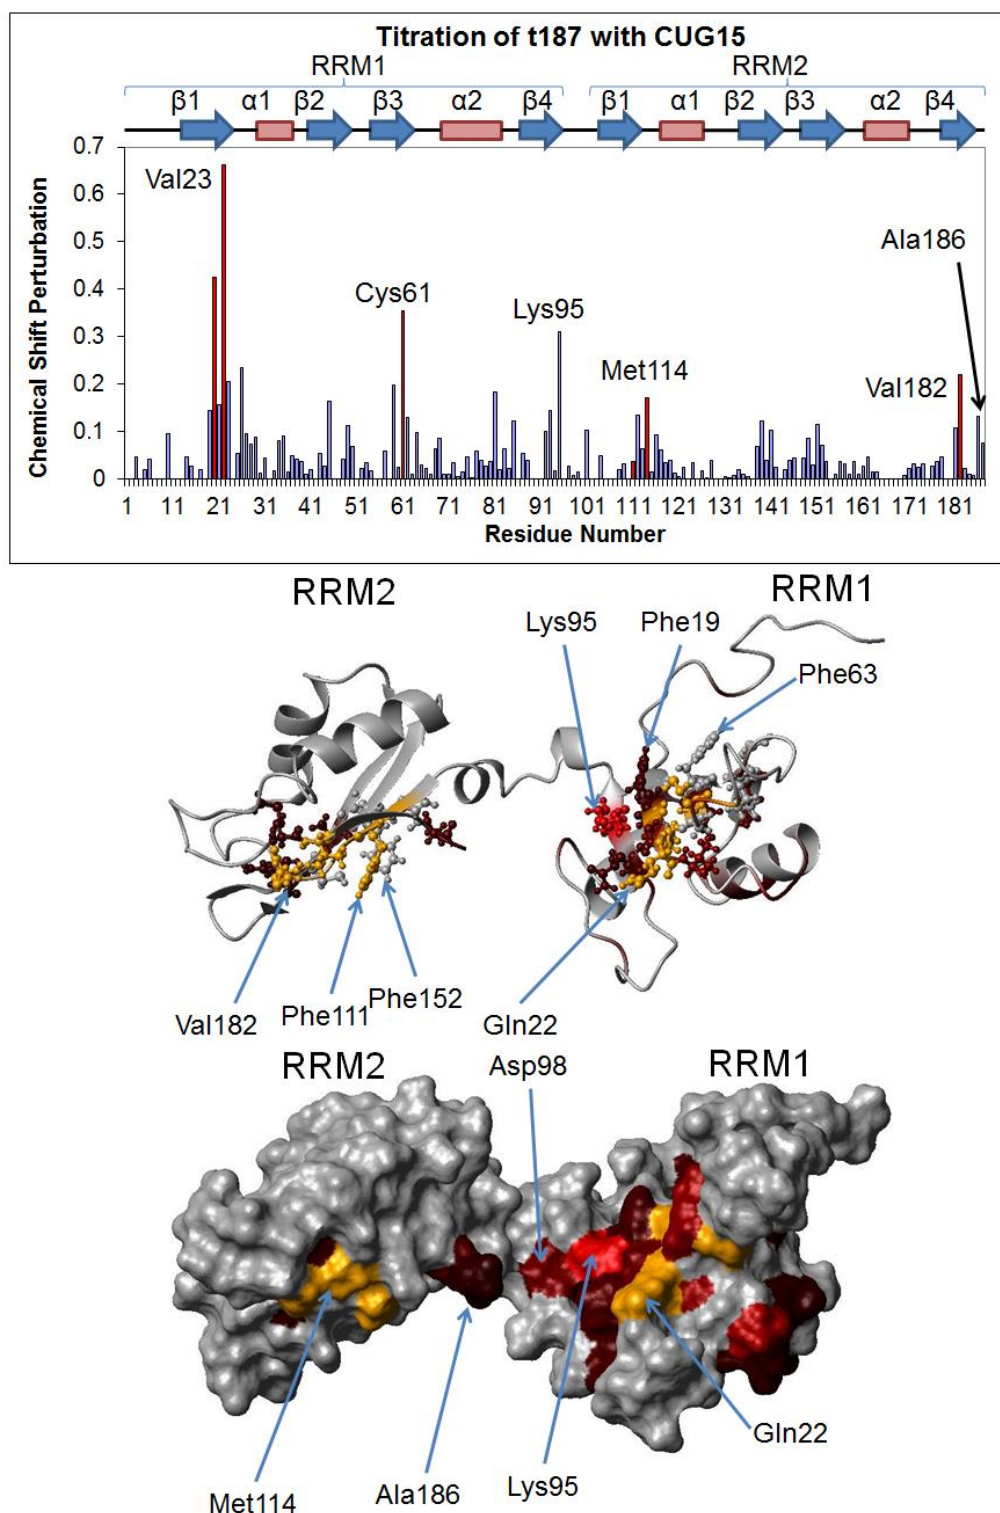 Titration of t187 with CUG15
RRM1 RRM2
β1 α1 β2 β3 α2 β4 β1 α1 β2 β3 α2 β4
Chemical Shift Perturbation
0.7
0.6
0.5
0.4
0.3
0.2
0.1
0
Val23
Cys61
Lys95
Met114
Ala186
Val182
1 11 21 31 41 51 61 71 81 91 101 111 121 131 141 151 161 171 181
Residue Number
RRM2 RRM1
Lys95 Phe19
Phe63
Val182 Phe111 Phe152 Gln22
RRM2 Asp98 RRM1
Gln22
Met114 Ala186 Lys95